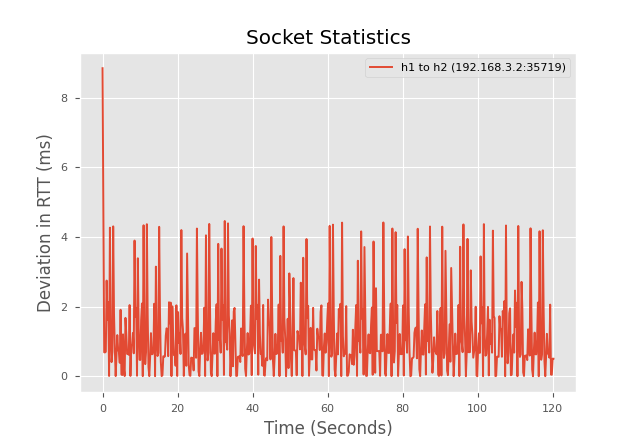 Socket Statistics
h1 to h2 (192.168.3.2:35719)
Deviation in RTT (ms)
8
6
4
2
0
0 20 40 60 80 100 120
Time (Seconds)